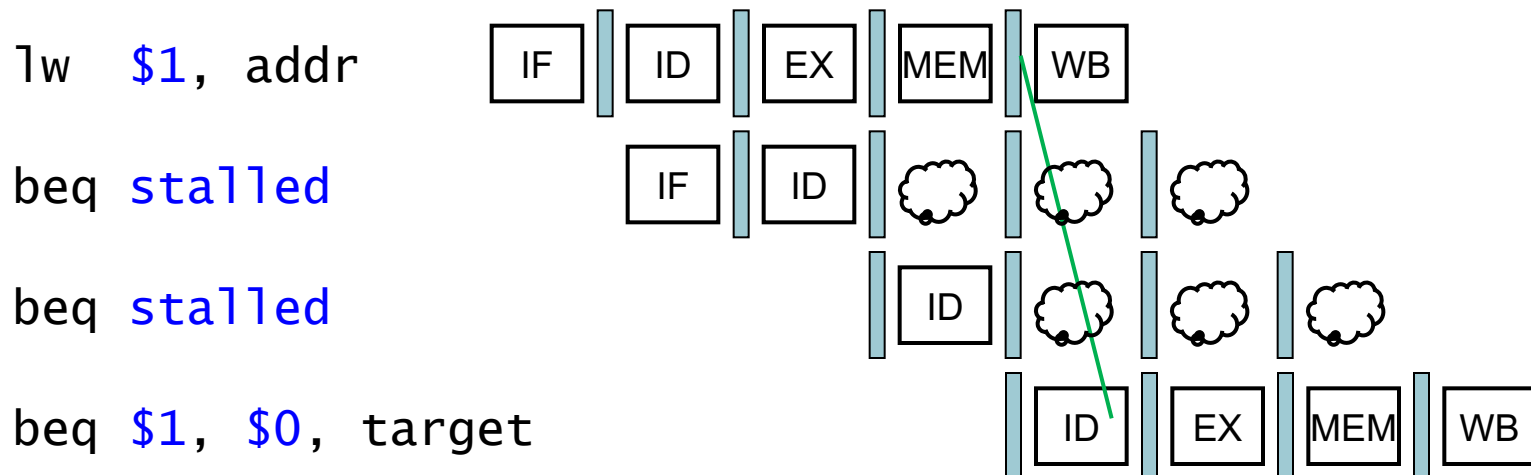 lw $1, addr IF ID EX MEM WB
beq stalled IF ID
beq stalled ID
beq $1, $0, target ID EX MEM WB